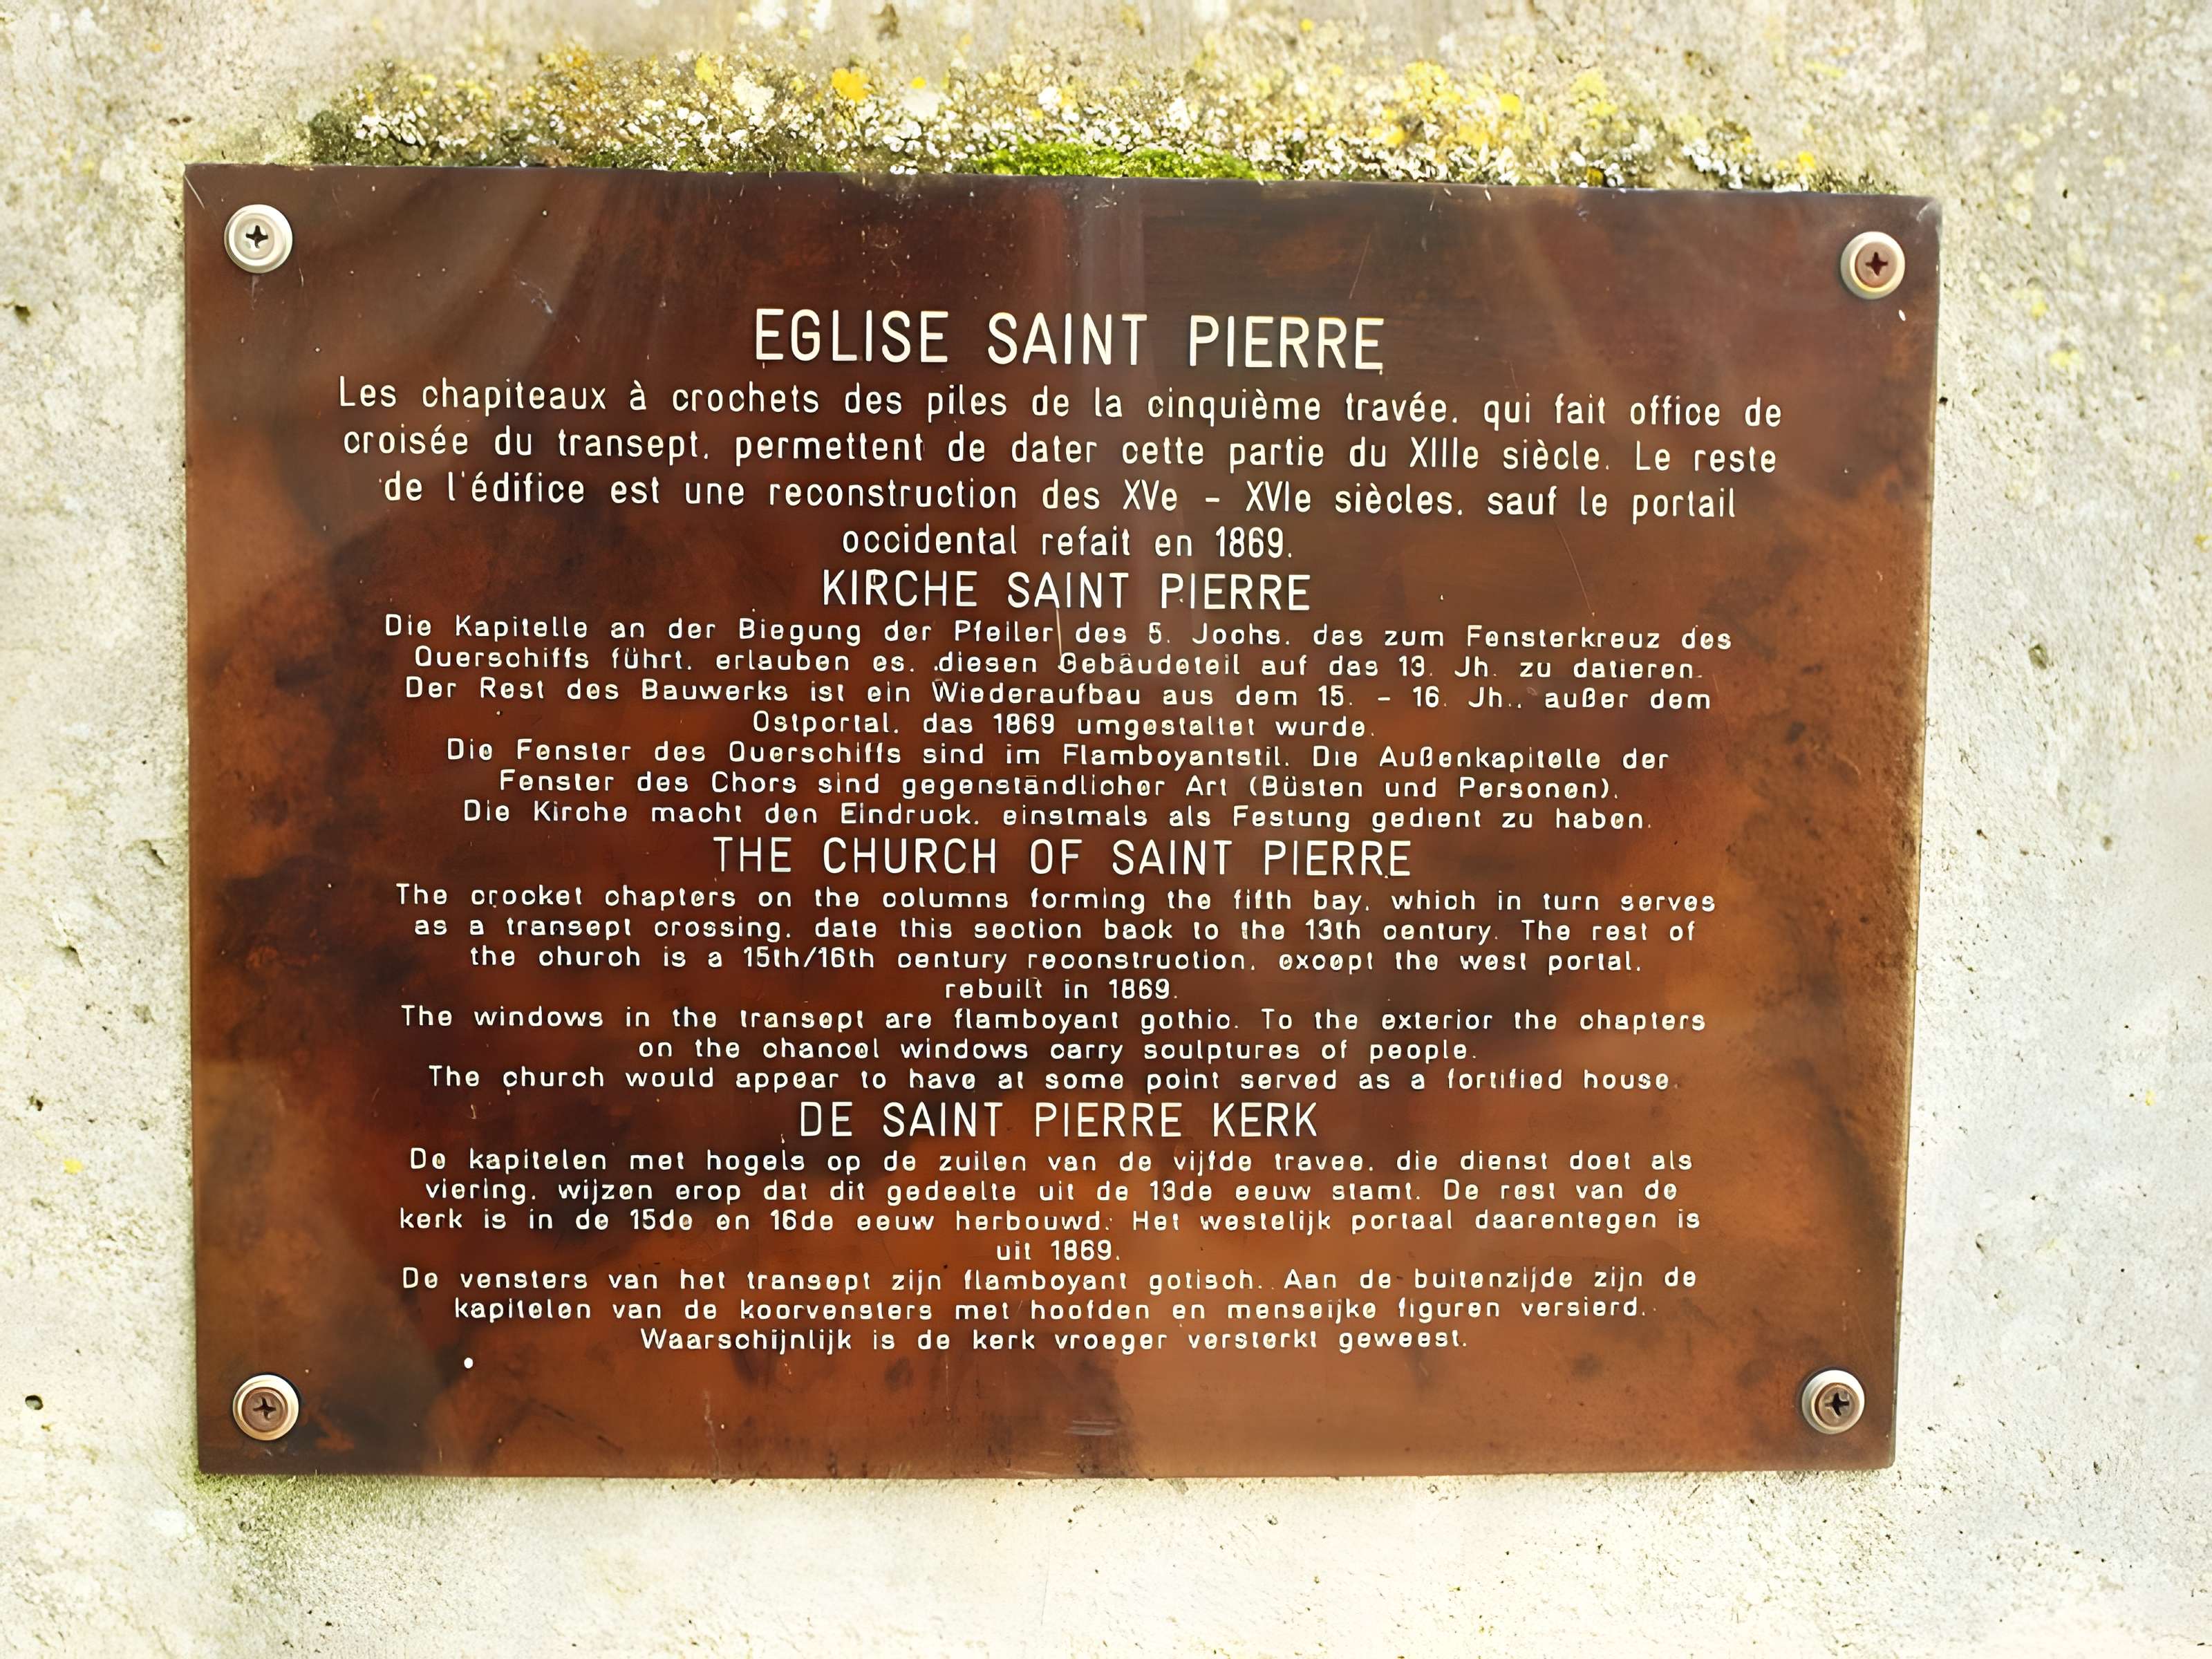 EGLISE SAINT PIERRE
Les chapiteaux à crochets des piles de la cinquième travée, qui fait office de
croisée du transept, permettent de dater cette partie du XIIIe siècle. Le reste
de l'édifice est une reconstruction des XVe - XVIe siècles, sauf le portail
occidental refait en 1869.
KIRCHE SAINT PIERRE
Die Kapitelle an der Biegung der Pfeiler des 5. Jochs, das zum Fensterkreuz des
Querschiffs führt, erlauben es, diesen Gebäudeteil auf das 13. Jh. zu datieren.
Der Rest des Bauwerks ist ein Wiederaufbau aus dem 15. - 16. Jh., außer dem
Ostportal, das 1869 umgestaltet wurde.
Die Fenster des Querschiffs sind im Flamboyantstil. Die Außenkapitelle der
Fenster des Chors sind gegenständlicher Art (Büsten und Personen).
Die Kirche macht den Eindruck, einstmals als Festung gedient zu haben.
THE CHURCH OF SAINT PIERRE
The crocket chapters on the columns forming the fifth bay, which in turn serves
as a transept crossing, date this section back to the 13th century. The rest of
the church is a 15th/16th century reconstruction, except the west portal,
rebuilt in 1869.
The windows in the transept are flamboyant gothic. To the exterior the chapters
on the chancel windows carry sculptures of people.
The church would appear to have at some point served as a fortified house.
DE SAINT PIERRE KERK
De kapitelen met hogels op de zuilen van de vijfde travee, die dienst doet als
viering, wijzen erop dat dit gedeelte uit de 13de eeuw stamt. De rest van de
kerk is in de 15de en 16de eeuw herbouwd. Het westelijk portaal daarentegen is
uit 1869.
De vensters van het transept zijn flamboyant gotisch. Aan de buitenzijde zijn de
kapitelen van de koorvensters met hoofden en menseijke figuren versierd.
Waarschijnlijk is de kerk vroeger versterkt geweest.